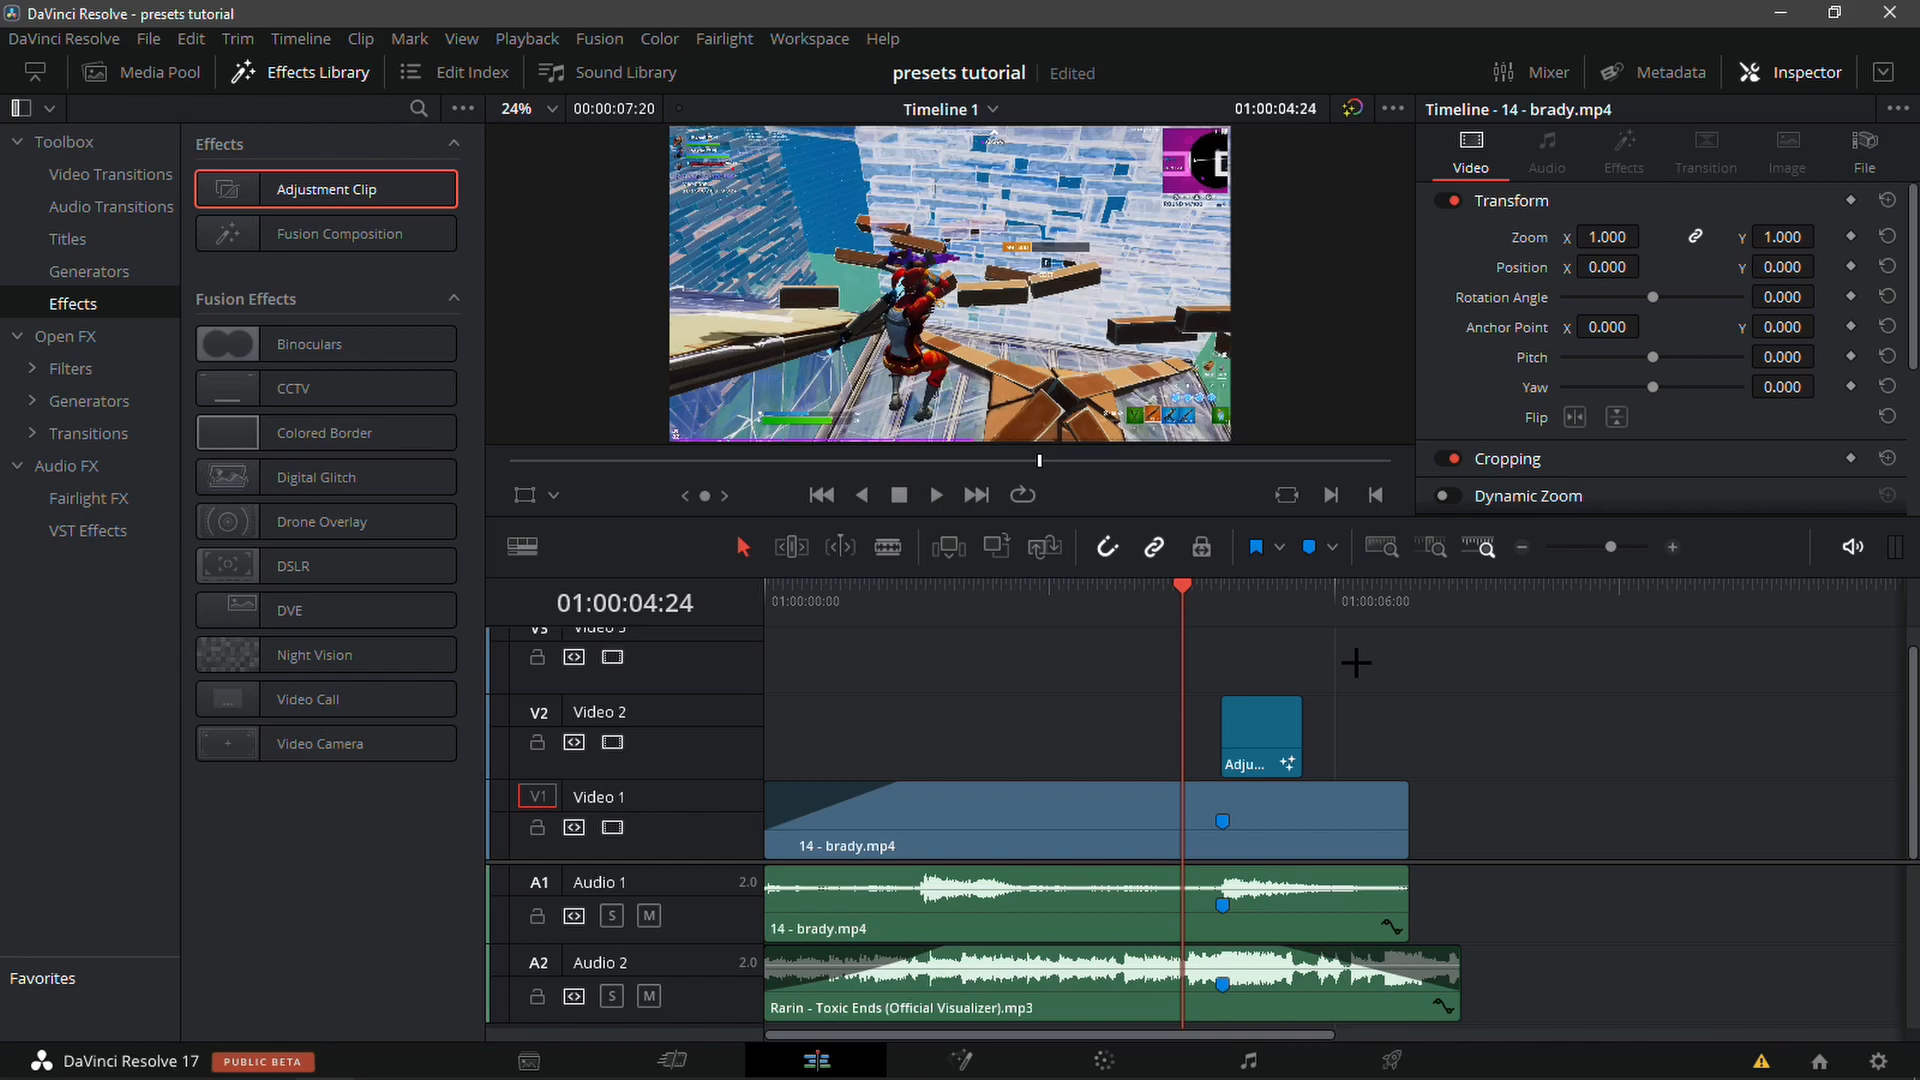 DaVinci Resolve - presets tutorial
DaVinci Resolve File Edit Trim Timeline Clip Mark View Playback Fusion Color Fairlight Workspace Help
Media Pool Effects Library Edit Index Sound Library presets tutorial Edited Mixer Metadata Inspector
24% 00:00:07:20 Timeline 1 01:00:04:24 Timeline - 14 - brady.mp4
Toolbox
Video Transitions
Audio Transitions
Titles
Generators
Effects
Open FX
Filters
Generators
Transitions
Audio FX
Fairlight FX
VST Effects
Favorites
Effects
Adjustment Clip
Fusion Composition
Fusion Effects
Binoculars
CCTV
Colored Border
Digital Glitch
Drone Overlay
DSLR
DVE
Night Vision
Video Call
Video Camera
Video Audio Effects Transition Image File
Transform
Zoom X 1.000 Y 1.000
Position X 0.000 Y 0.000
Rotation Angle 0.000
Anchor Point X 0.000 Y 0.000
Pitch 0.000
Yaw 0.000
Flip
Cropping
Dynamic Zoom
01:00:04:24 01:00:00:00 01:00:06:00
V3 Video 3
V2 Video 2
Adju...
V1 Video 1
14 - brady.mp4
A1 Audio 1 2.0
S M
14 - brady.mp4
A2 Audio 2 2.0
S M
Rarin - Toxic Ends (Official Visualizer).mp3
DaVinci Resolve 17 PUBLIC BETA